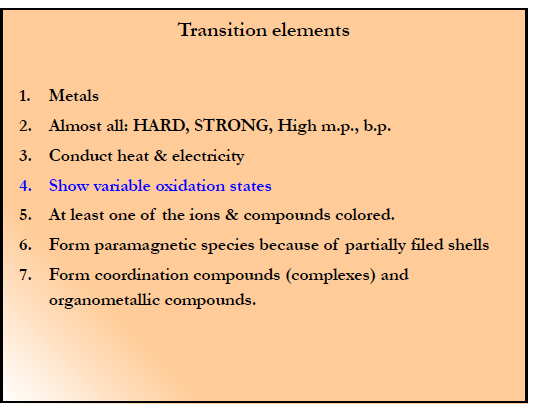 Transition elements
1. Metals
2. Almost all: HARD, STRONG, High m.p., b.p.
3. Conduct heat & electricity
4. Show variable oxidation states
5. At least one of the ions & compounds colored.
6. Form paramagnetic species because of partially filed shells
7. Form coordination compounds (complexes) and
organometallic compounds.